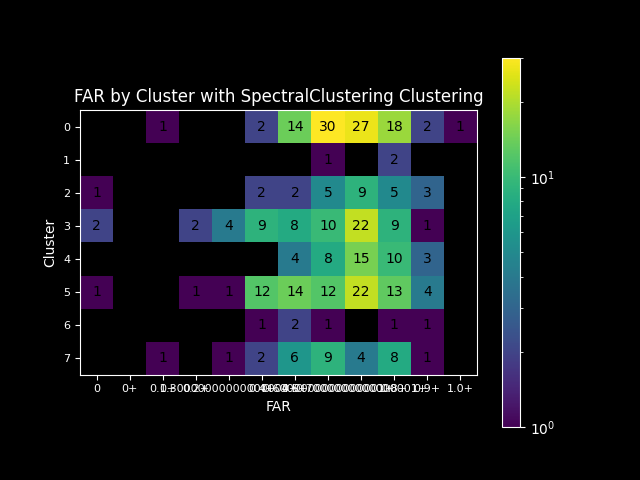 FAR by Cluster with SpectralClustering Clustering
0 1 2 14 30 27 18 2 1
1 1 2
2 1 2 2 5 9 5 3
3 2 2 4 9 8 10 22 9 1
4 4 8 15 10 3
5 1 1 1 12 14 12 22 13 4
6 1 2 1 1 1
7 1 1 2 6 9 4 8 1
0 0+ 0.9+ 1.0+
FAR
Cluster
10¹
10⁰